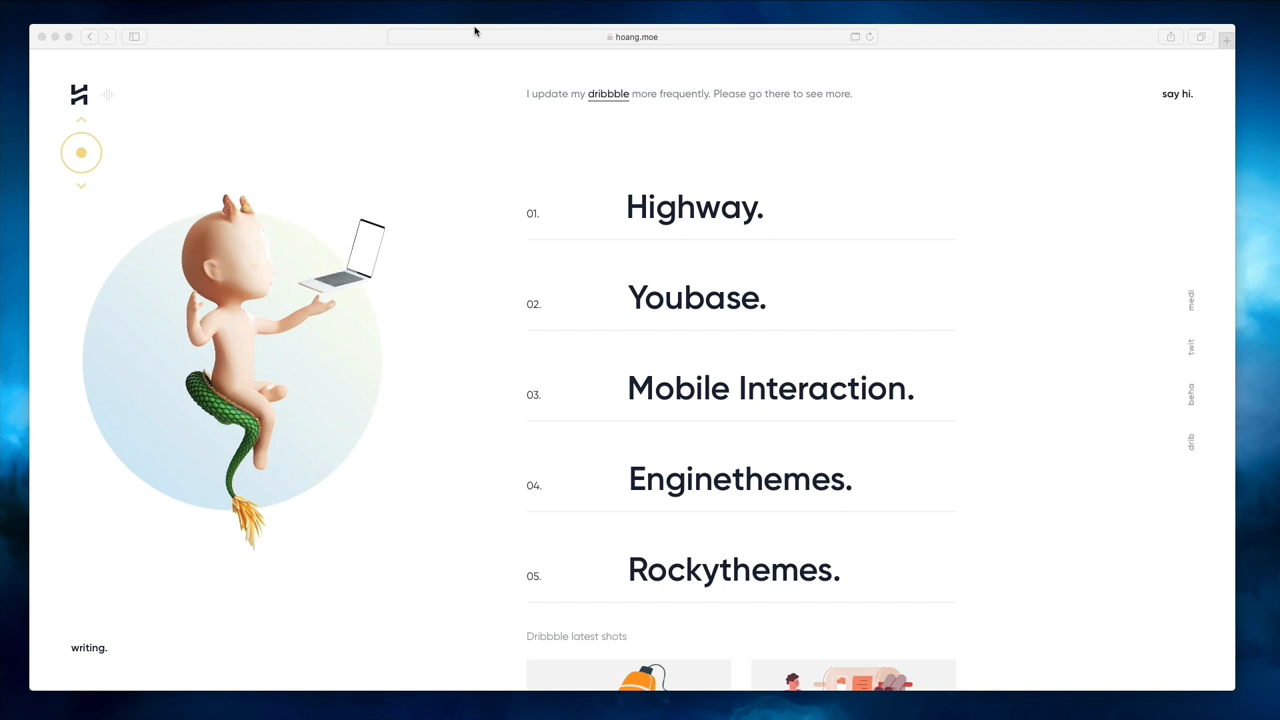 hoang.moe
I update my dribbble more frequently. Please go there to see more.
say hi.
01. Highway.
02. Youbase.
03. Mobile Interaction.
04. Enginethemes.
05. Rockythemes.
medi
twit
beha
drib
Dribbble latest shots
writing.